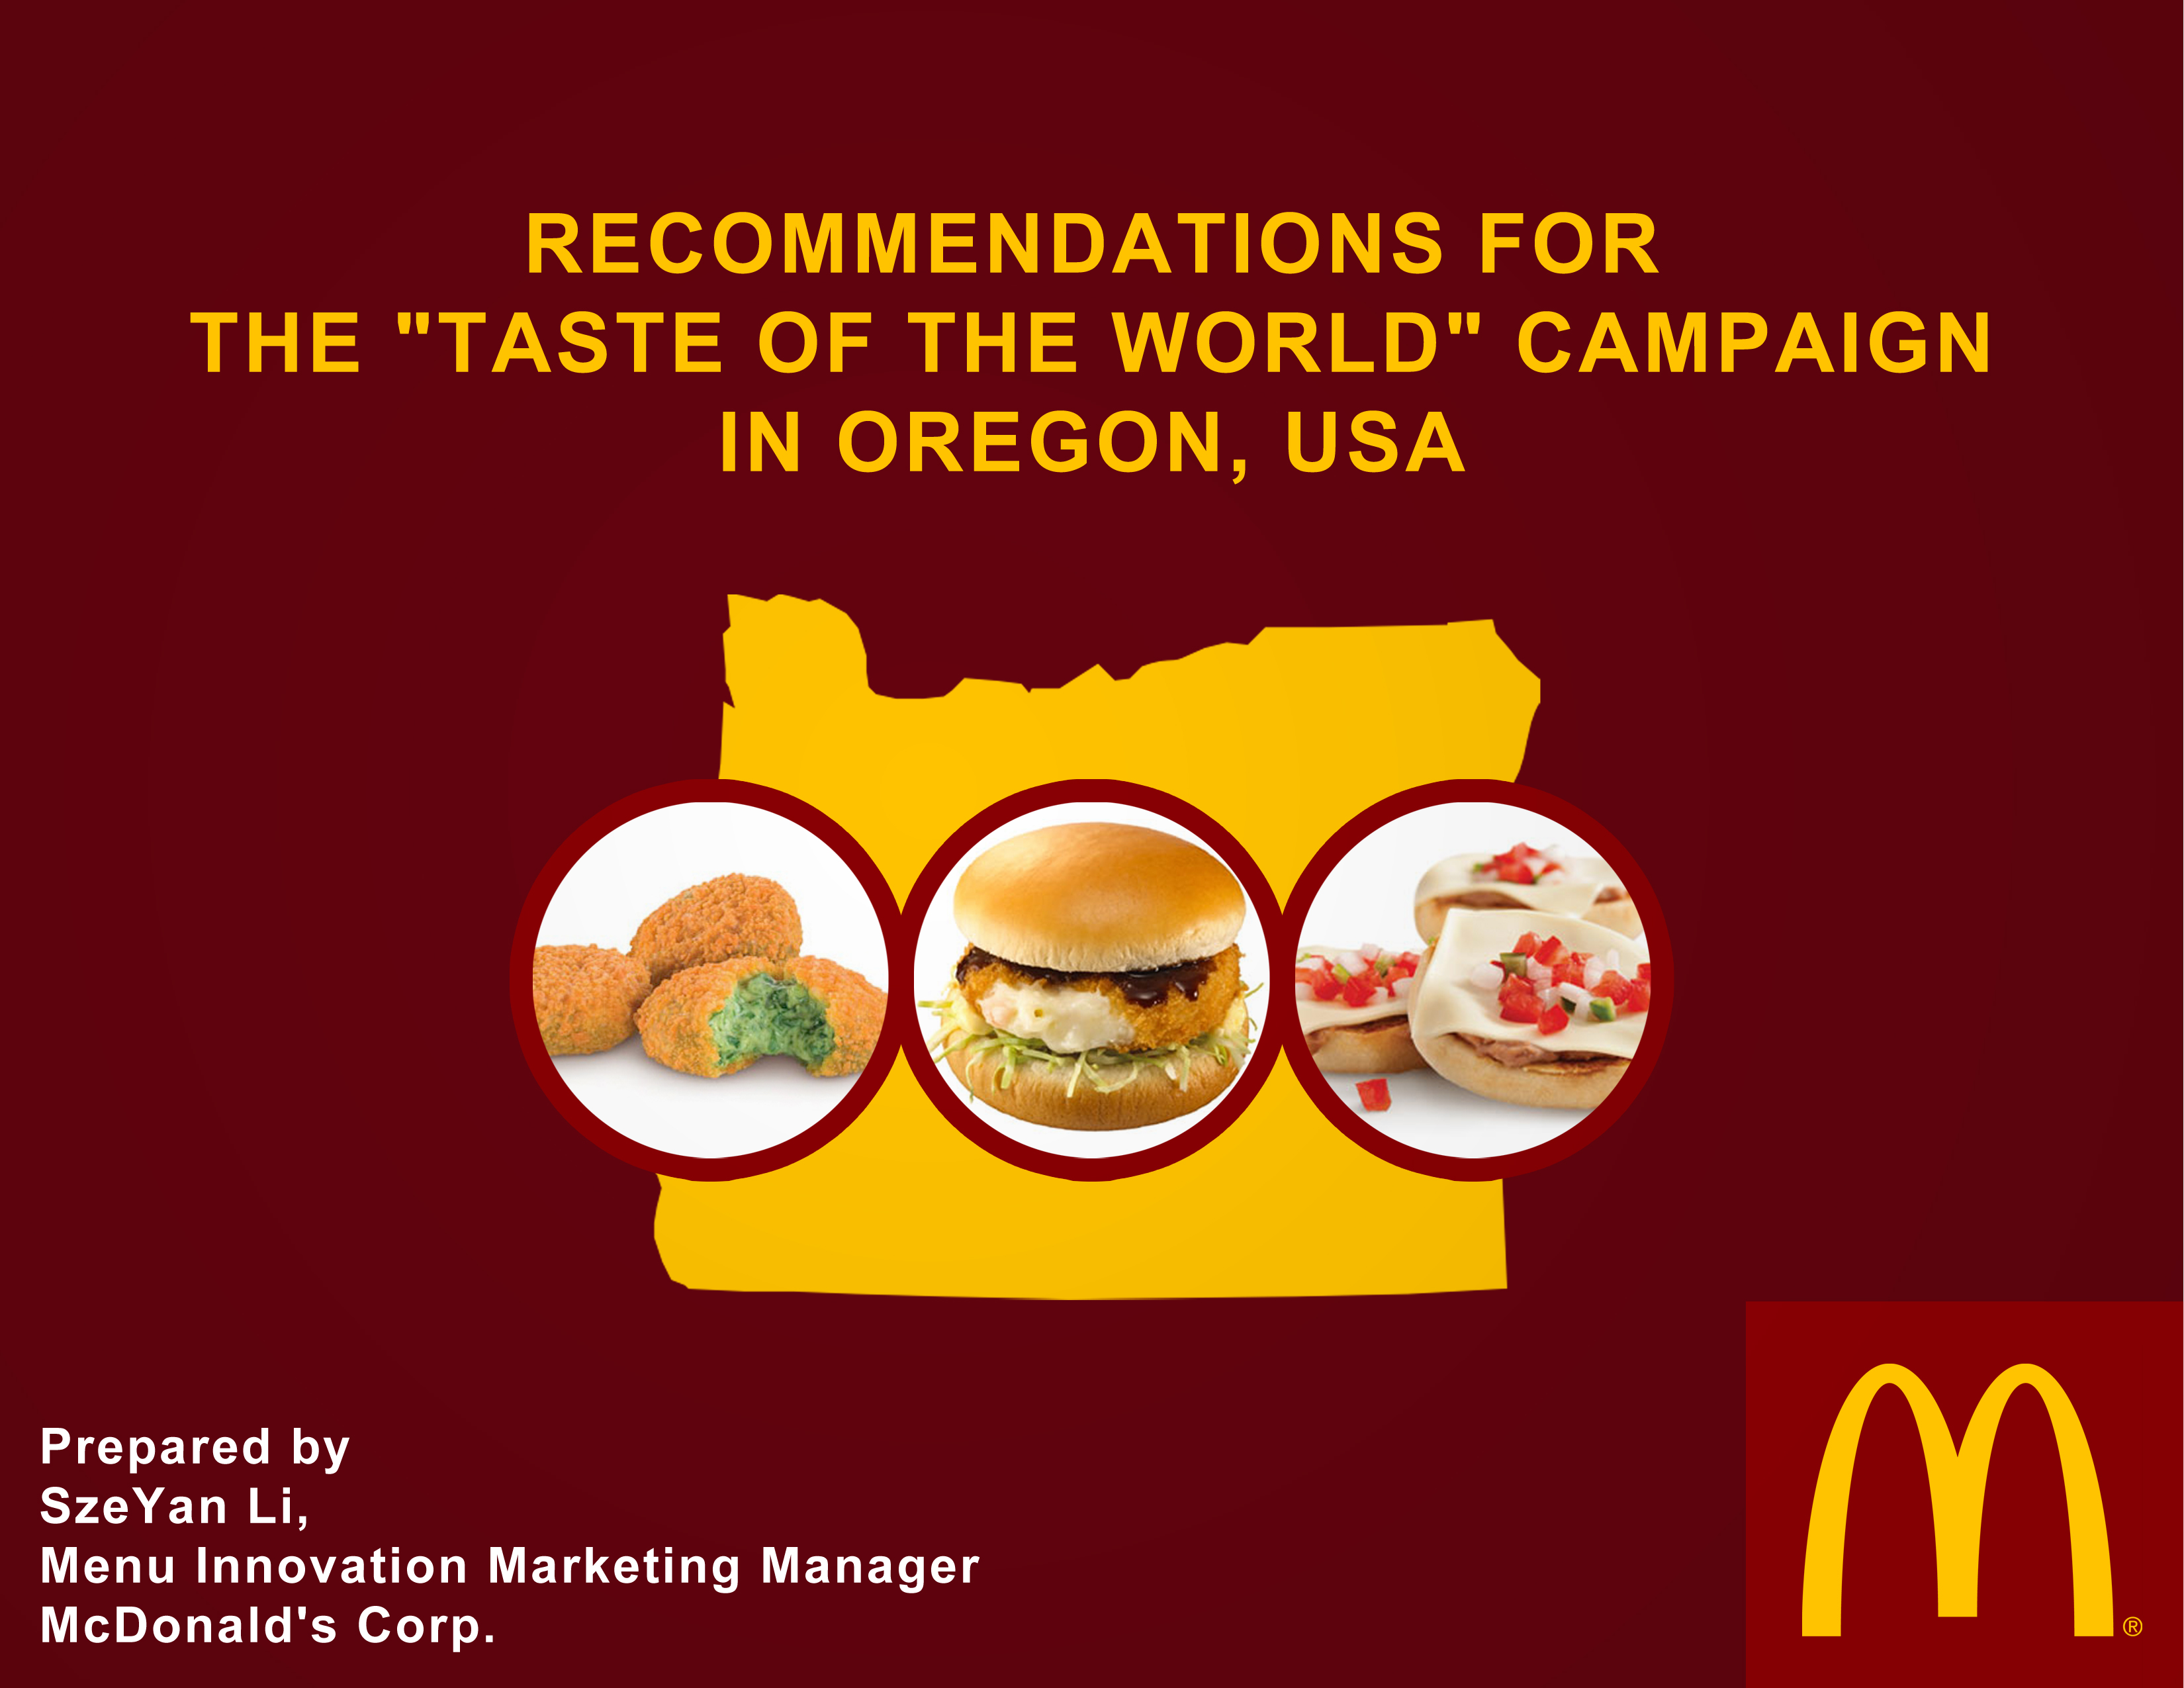 RECOMMENDATIONS FOR
THE "TASTE OF THE WORLD" CAMPAIGN
IN OREGON, USA
Prepared by
SzeYan Li,
Menu Innovation Marketing Manager
McDonald's Corp.
®